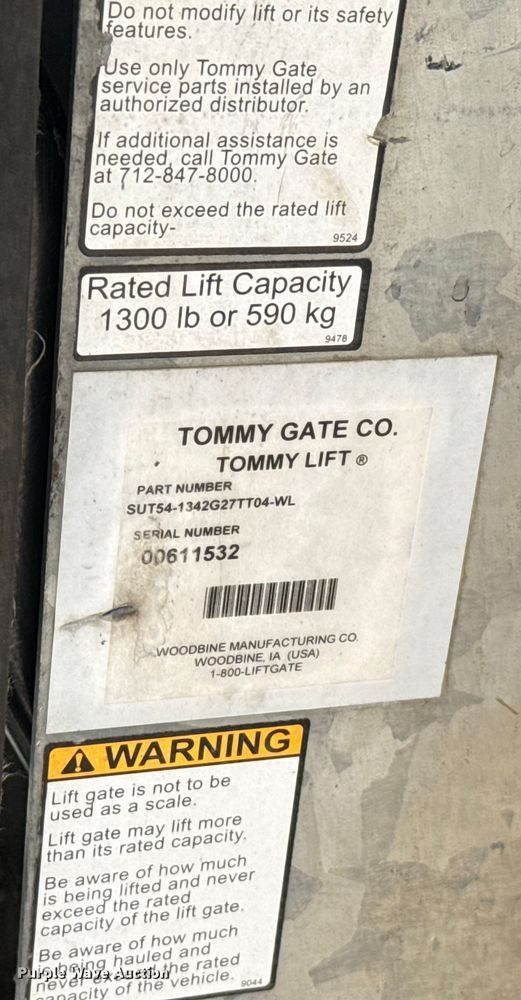 Do not modify lift or its safety
features.
Use only Tommy Gate
service parts installed by an
authorized distributor.
If additional assistance is
needed, call Tommy Gate
at 712-847-8000.
Do not exceed the rated lift
capacity-
9524
Rated Lift Capacity
1300 lb or 590 kg
9478
TOMMY GATE CO.
TOMMY LIFT ®
PART NUMBER
SUT54-1342G27TT04-WL
SERIAL NUMBER
00611532
WOODBINE MANUFACTURING CO.
WOODBINE, IA (USA)
1-800-LIFTGATE
WARNING
Lift gate is not to be
used as a scale.
Lift gate may lift more
than its rated capacity.
Be aware of how much
is being lifted and never
exceed the rated
capacity of the lift gate.
Be aware of how much
is being hauled and
never the rated
capacity of the vehicle.
9044
Purple Wave Auction